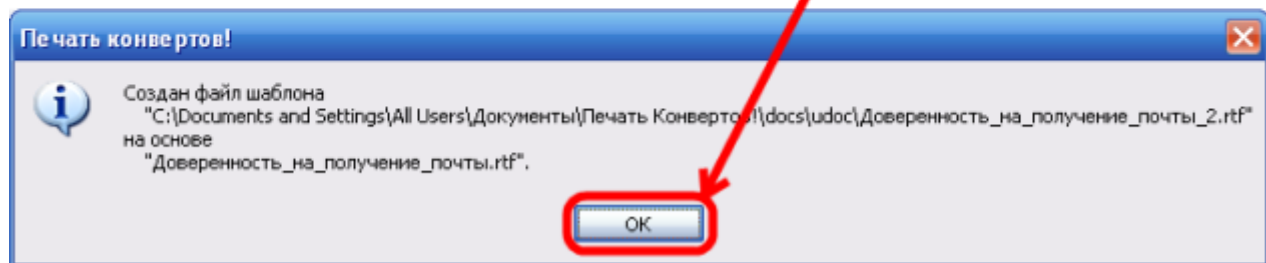 Печать конвертов!
Создан файл шаблона
"C:\Documents and Settings\All Users\Документы\Печать Конвертов!\docs\udoc\Доверенность_на_получение_почты_2.rtf"
на основе
"Доверенность_на_получение_почты.rtf".
OK